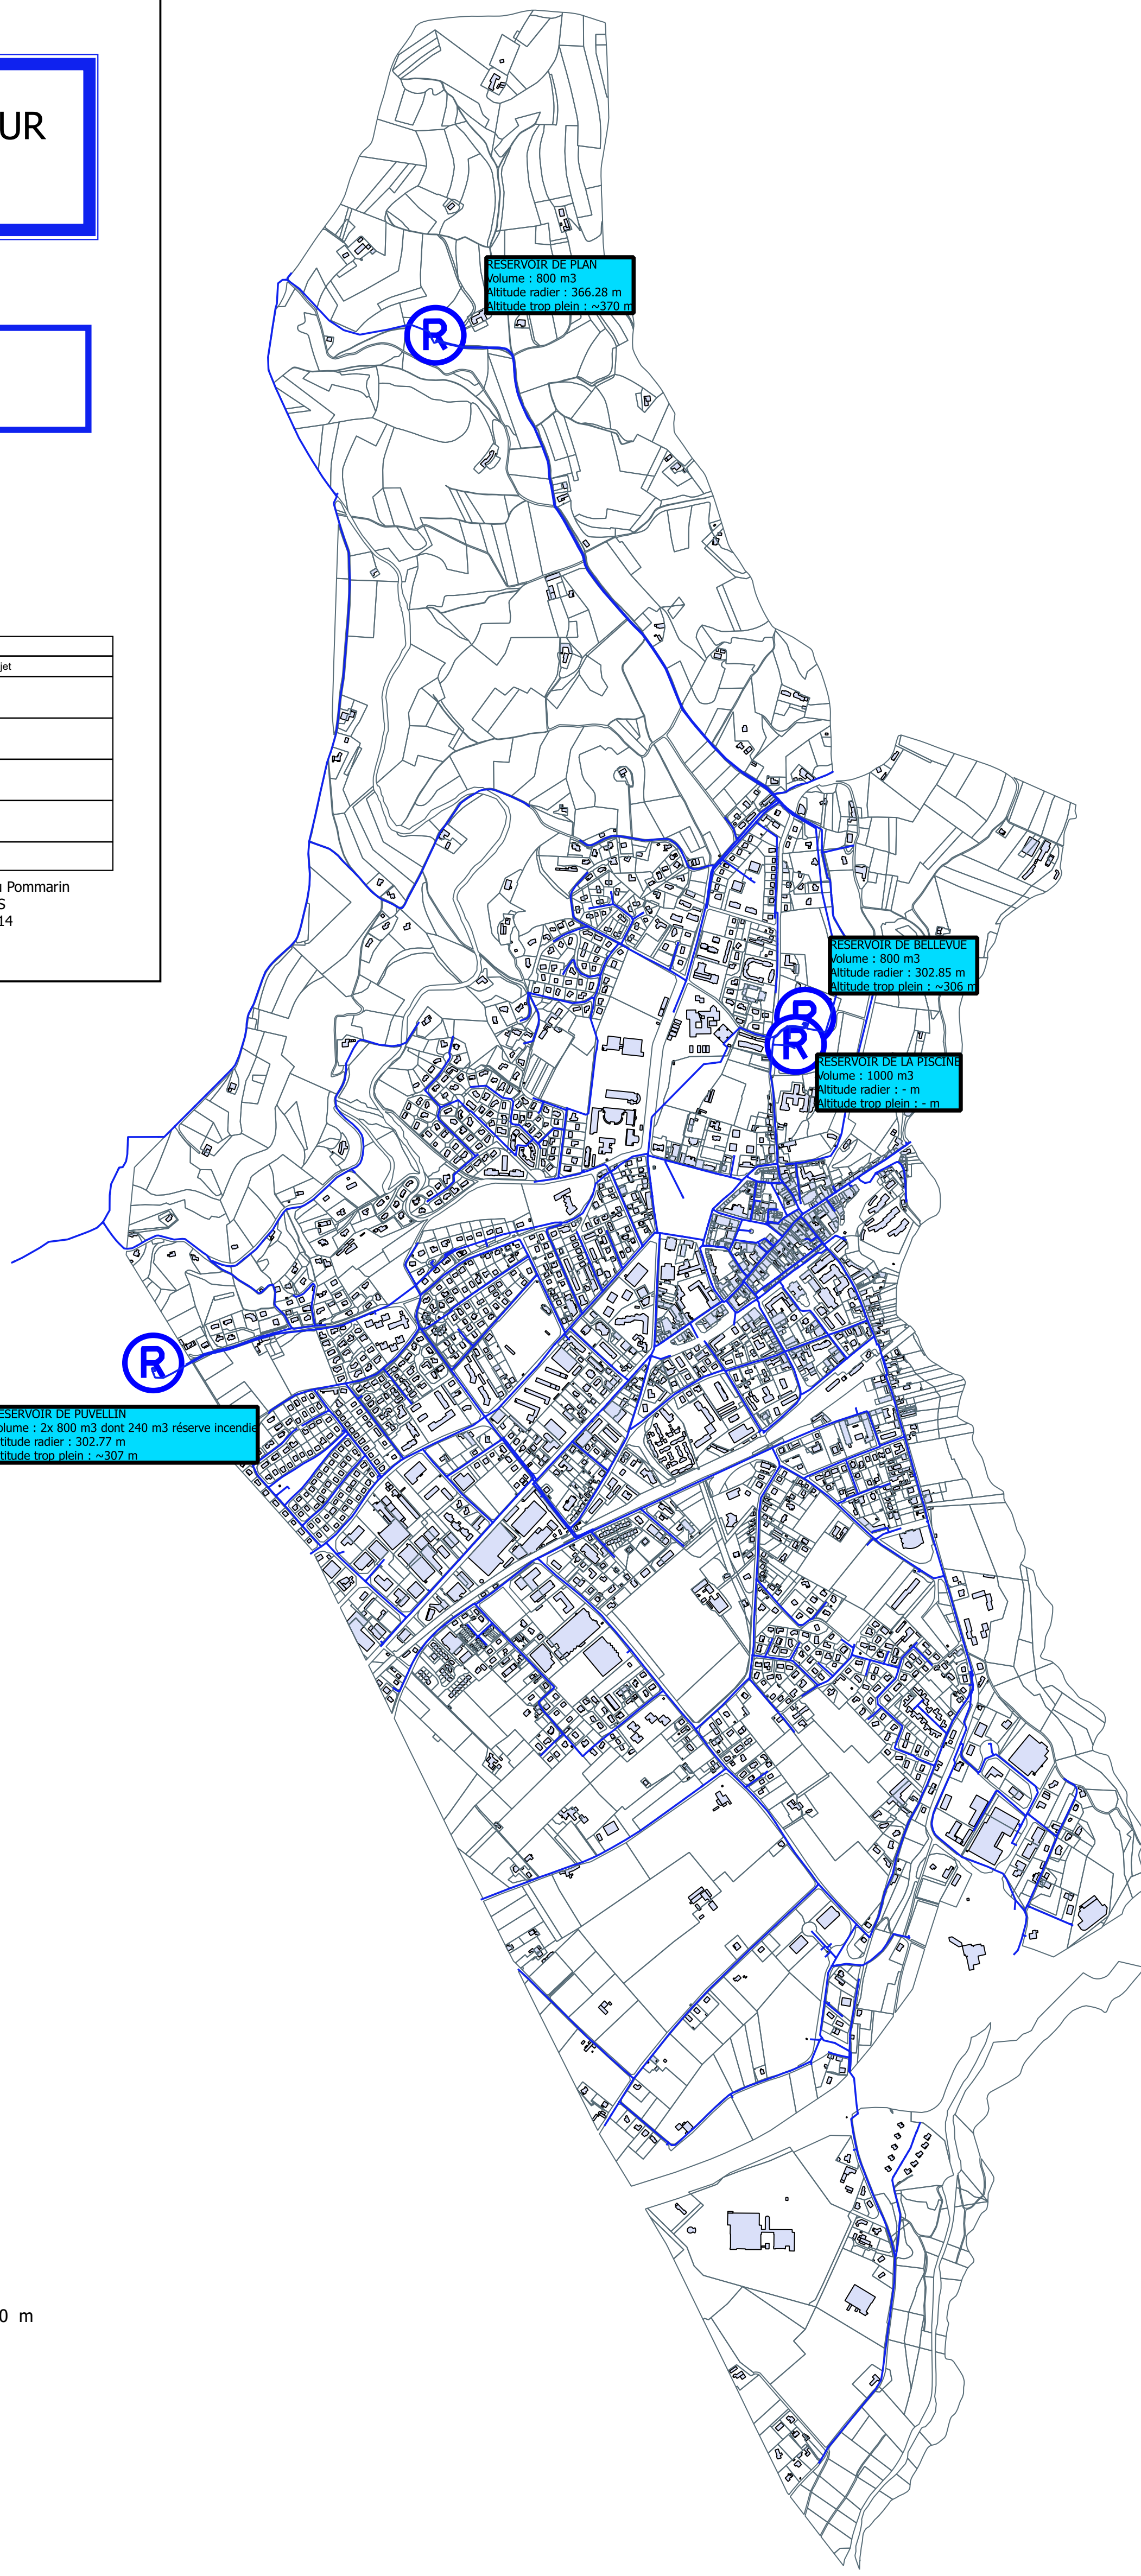 UR
jet
Pommarin
S
14
RESERVOIR DE PLAN
Volume : 800 m3
Altitude radier : 366.28 m
Altitude trop plein : ~370 m
R
RESERVOIR DE BELLEVUE
Volume : 800 m3
Altitude radier : 302.85 m
Altitude trop plein : ~306 m
R
R
RESERVOIR DE LA PISCINE
Volume : 1000 m3
Altitude radier : - m
Altitude trop plein : - m
R
ESERVOIR DE PUVELLIN
olume : 2x 800 m3 dont 240 m3 réserve incendie
titude radier : 302.77 m
titude trop plein : ~307 m
0 m